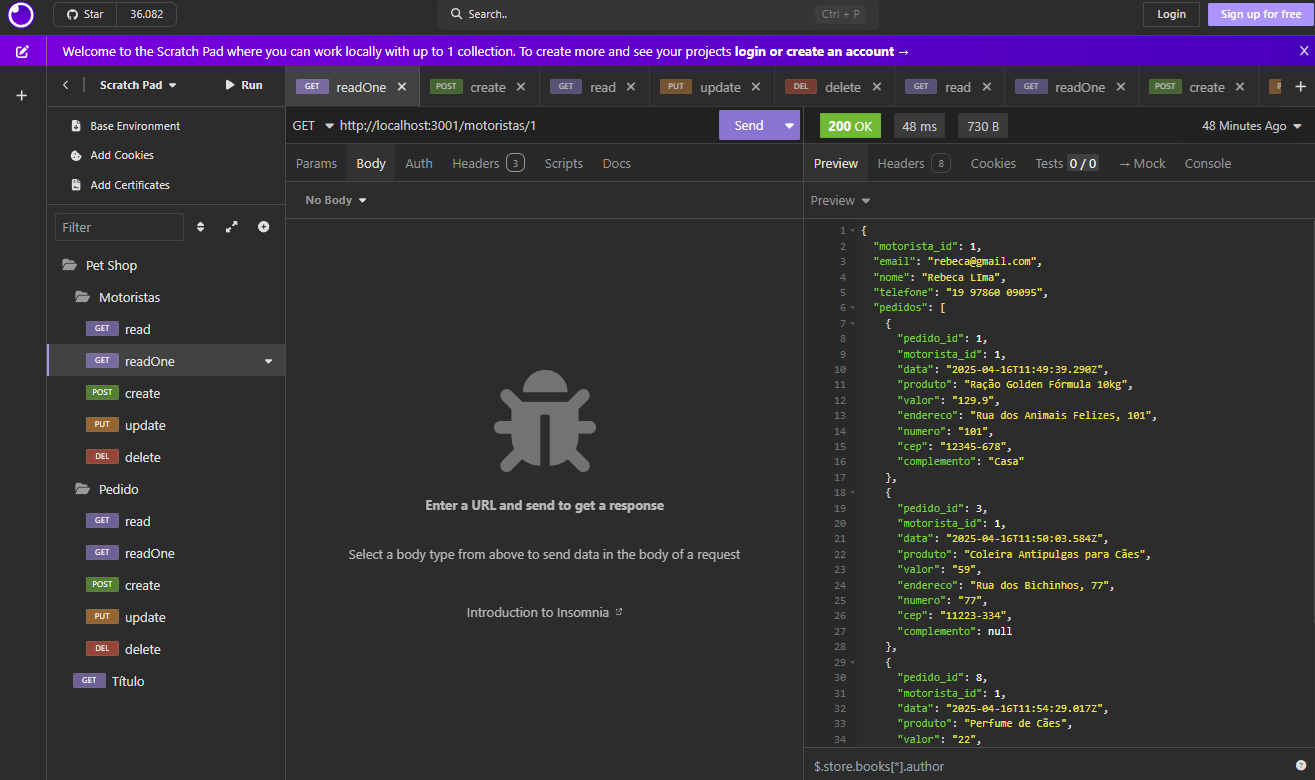 Star 36.082 Search.. Ctrl + P Login Sign up for free
Welcome to the Scratch Pad where you can work locally with up to 1 collection. To create more and see your projects login or create an account →
Scratch Pad Run
Base Environment
Add Cookies
Add Certificates
Filter
Pet Shop
Motoristas
GET read
GET readOne
POST create
PUT update
DEL delete
Pedido
GET read
GET readOne
POST create
PUT update
DEL delete
GET Título
GET readOne POST create GET read PUT update DEL delete GET read GET readOne POST create
GET http://localhost:3001/motoristas/1 Send
Params Body Auth Headers 3 Scripts Docs
No Body
Enter a URL and send to get a response
Select a body type from above to send data in the body of a request
Introduction to Insomnia
200 OK 48 ms 730 B 48 Minutes Ago
Preview Headers 8 Cookies Tests 0 / 0 → Mock Console
Preview
1 {
2 "motorista_id": 1,
3 "email": "rebeca@gmail.com",
4 "nome": "Rebeca LIma",
5 "telefone": "19 97860 09095",
6 "pedidos": [
7 {
8 "pedido_id": 1,
9 "motorista_id": 1,
10 "data": "2025-04-16T11:49:39.290Z",
11 "produto": "Ração Golden Fórmula 10kg",
12 "valor": "129.9",
13 "endereco": "Rua dos Animais Felizes, 101",
14 "numero": "101",
15 "cep": "12345-678",
16 "complemento": "Casa"
17 },
18 {
19 "pedido_id": 3,
20 "motorista_id": 1,
21 "data": "2025-04-16T11:50:03.584Z",
22 "produto": "Coleira Antipulgas para Cães",
23 "valor": "59",
24 "endereco": "Rua dos Bichinhos, 77",
25 "numero": "77",
26 "cep": "11223-334",
27 "complemento": null
28 },
29 {
30 "pedido_id": 8,
31 "motorista_id": 1,
32 "data": "2025-04-16T11:54:29.017Z",
33 "produto": "Perfume de Cães",
34 "valor": "22",
$.store.books[*].author